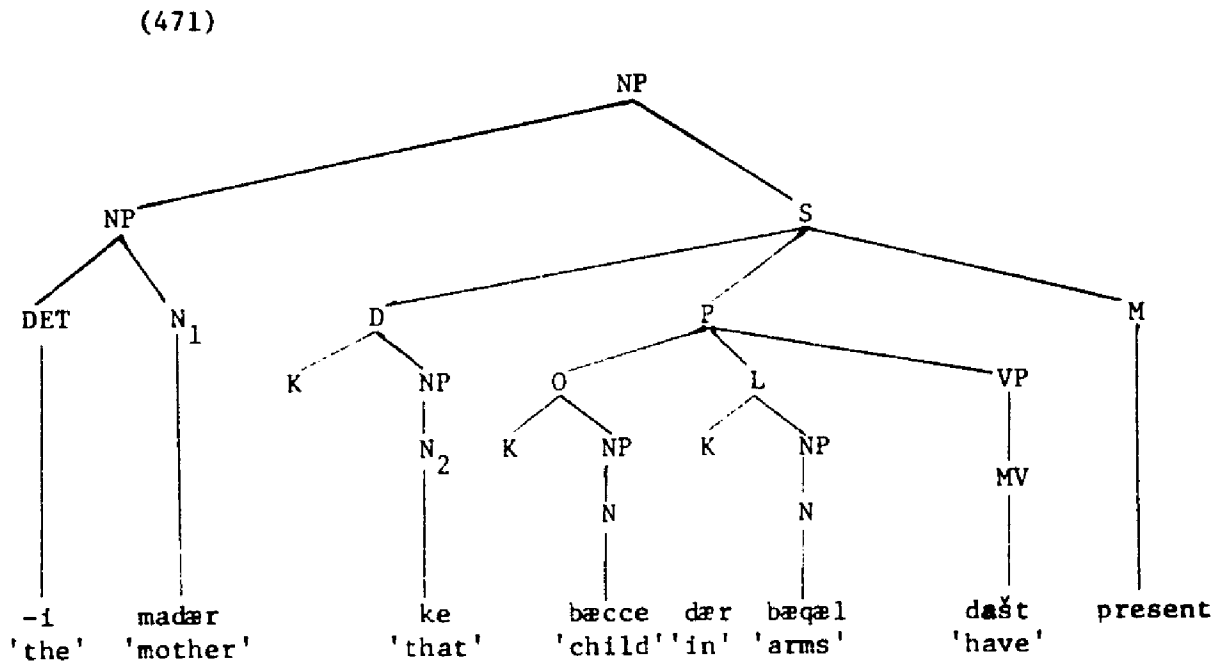 (471)
NP
NP S
DET N1 D P M
K NP O L VP
N2 K NP K NP MV
N N
-i madær ke bæcce dær bæqæl dašt present
'the' 'mother' 'that' 'child' 'in' 'arms' 'have'